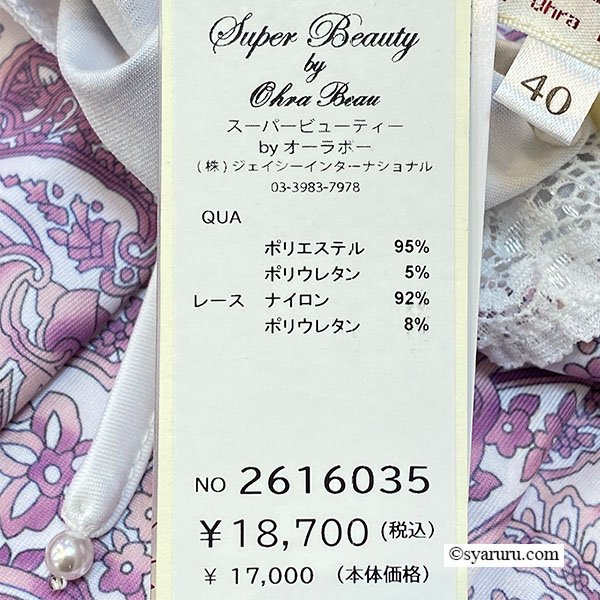 Super Beauty
by
Ohra Beau
スーパービューティー
by オーラボー
(株)ジェイシーインターナショナル
03-3983-7978
QUA
ポリエステル 95%
ポリウレタン 5%
レース ナイロン 92%
ポリウレタン 8%
NO 2616035
¥18,700 (税込)
¥ 17,000 (本体価格)
Ohra
40
©syaruru.com